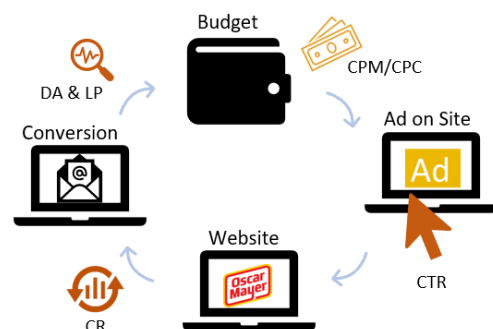 Budget
CPM/CPC
DA & LP
Ad on Site
Conversion
Ad
@
Website
Oscar
Mayer
CTR
CR